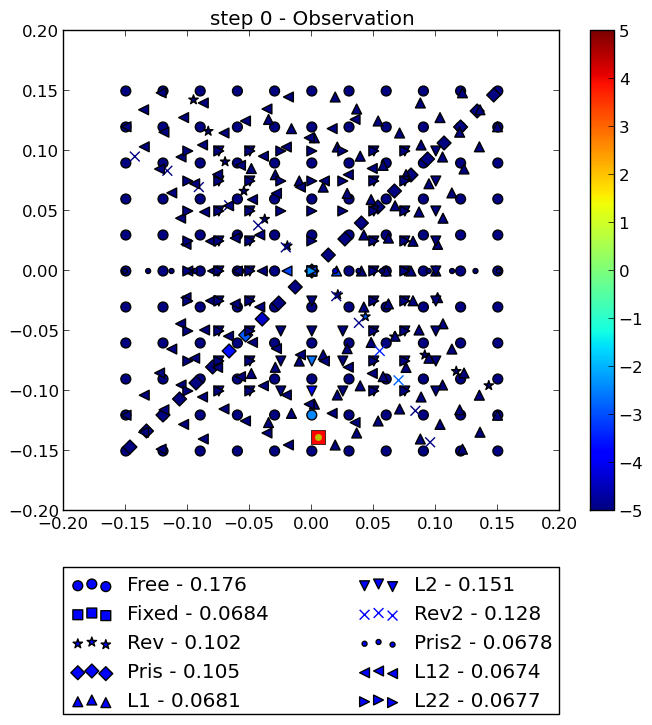 step 0 - Observation
0.20
0.15
0.10
0.05
0.00
−0.05
−0.10
−0.15
−0.20
−0.20 −0.15 −0.10 −0.05 0.00 0.05 0.10 0.15 0.20
5
4
3
2
1
0
−1
−2
−3
−4
−5
Free - 0.176
Fixed - 0.0684
Rev - 0.102
Pris - 0.105
L1 - 0.0681
L2 - 0.151
Rev2 - 0.128
Pris2 - 0.0678
L12 - 0.0674
L22 - 0.0677